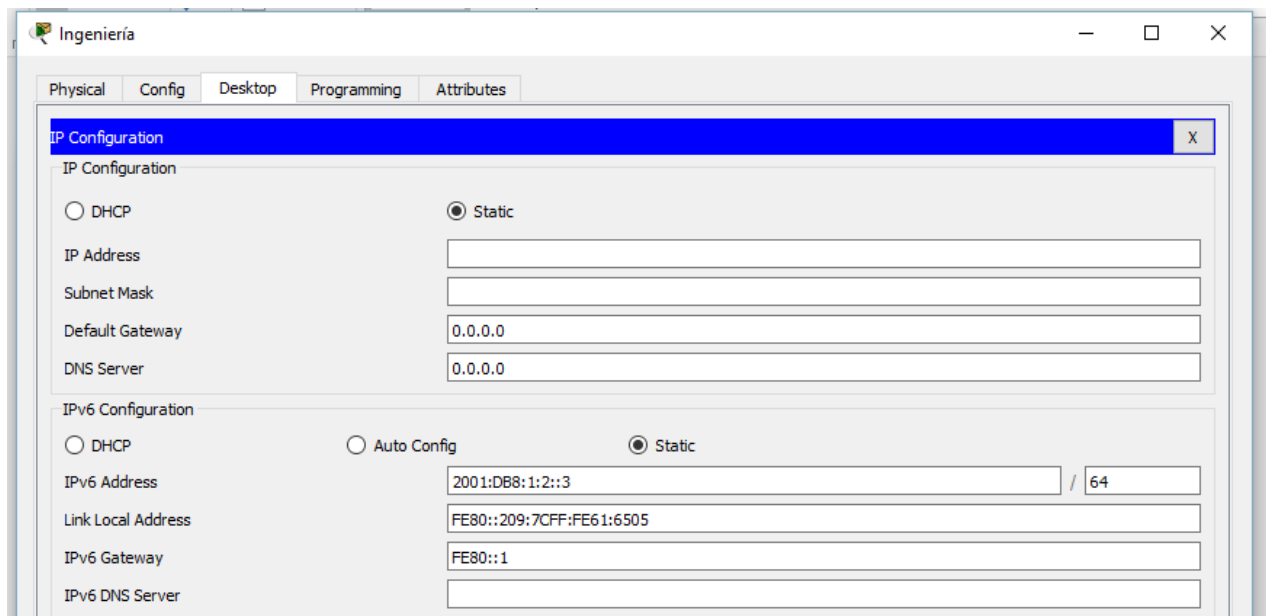 Ingeniería
Physical Config Desktop Programming Attributes
IP Configuration X
IP Configuration
DHCP Static
IP Address
Subnet Mask
Default Gateway 0.0.0.0
DNS Server 0.0.0.0
IPv6 Configuration
DHCP Auto Config Static
IPv6 Address 2001:DB8:1:2::3 / 64
Link Local Address FE80::209:7CFF:FE61:6505
IPv6 Gateway FE80::1
IPv6 DNS Server